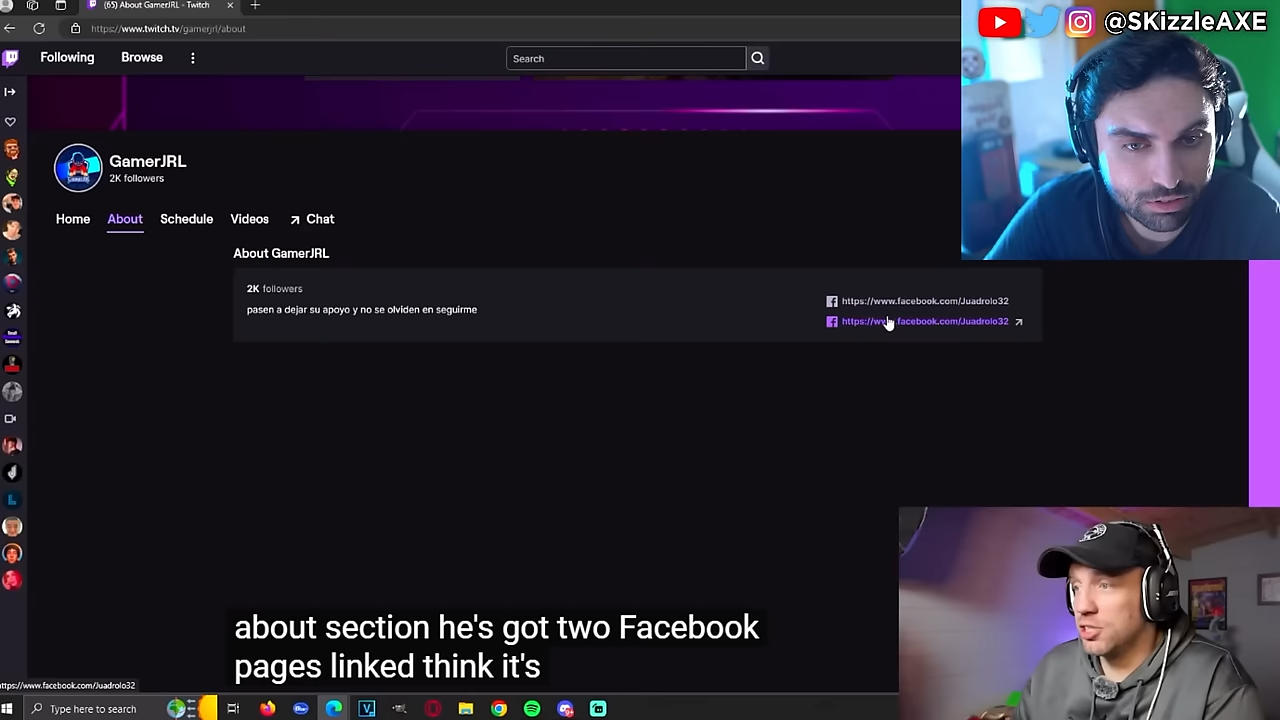 (65) About GamerJRL - Twitch
@SKizzleAXE
https://www.twitch.tv/gamerjrl/about
Following
Browse
Search
GamerJRL
2K followers
Home
About
Schedule
Videos
Chat
About GamerJRL
2K followers
https://www.facebook.com/Juadrolo32
pasen a dejar su apoyo y no se olviden en seguirme
https://www.facebook.com/Juadrolo32
about section he's got two Facebook
pages linked think it's
https://www.facebook.com/Juadrolo32
Type here to search